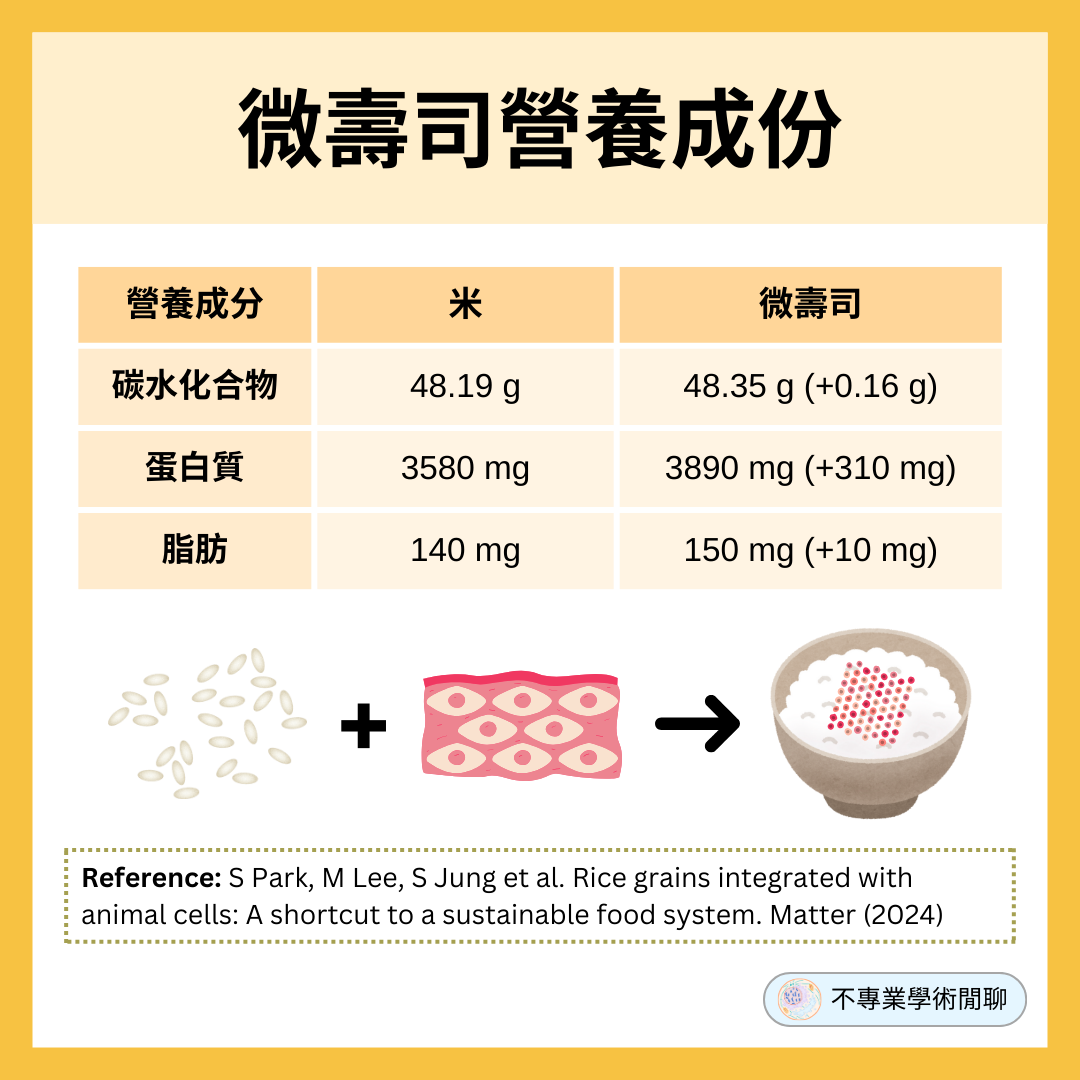 微壽司營養成份
營養成分 米 微壽司
碳水化合物 48.19 g 48.35 g (+0.16 g)
蛋白質 3580 mg 3890 mg (+310 mg)
脂肪 140 mg 150 mg (+10 mg)
Reference: S Park, M Lee, S Jung et al. Rice grains integrated with
animal cells: A shortcut to a sustainable food system. Matter (2024)
不專業學術閒聊